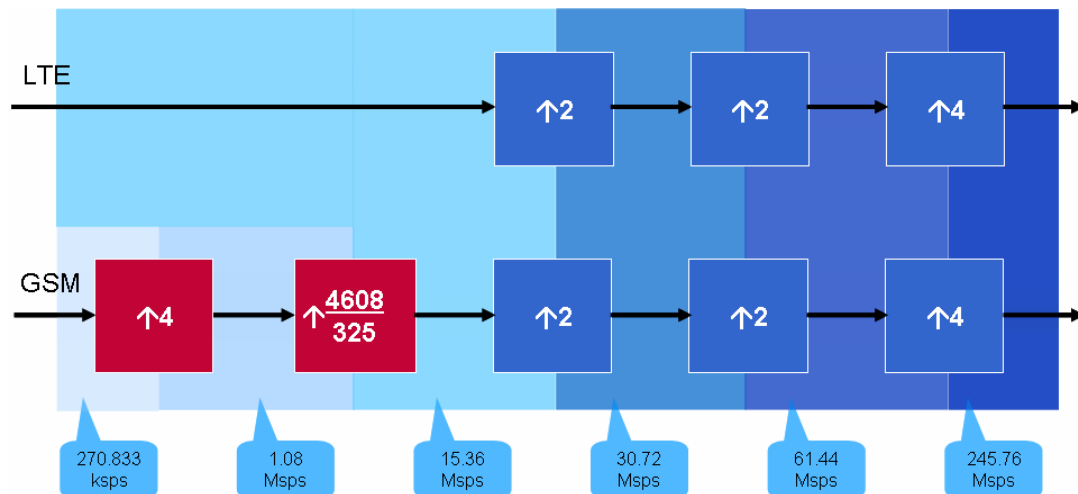 LTE
↑2
↑2
↑4
GSM
↑4
↑4608
325
↑2
↑2
↑4
270.833
ksps
1.08
Msps
15.36
Msps
30.72
Msps
61.44
Msps
245.76
Msps